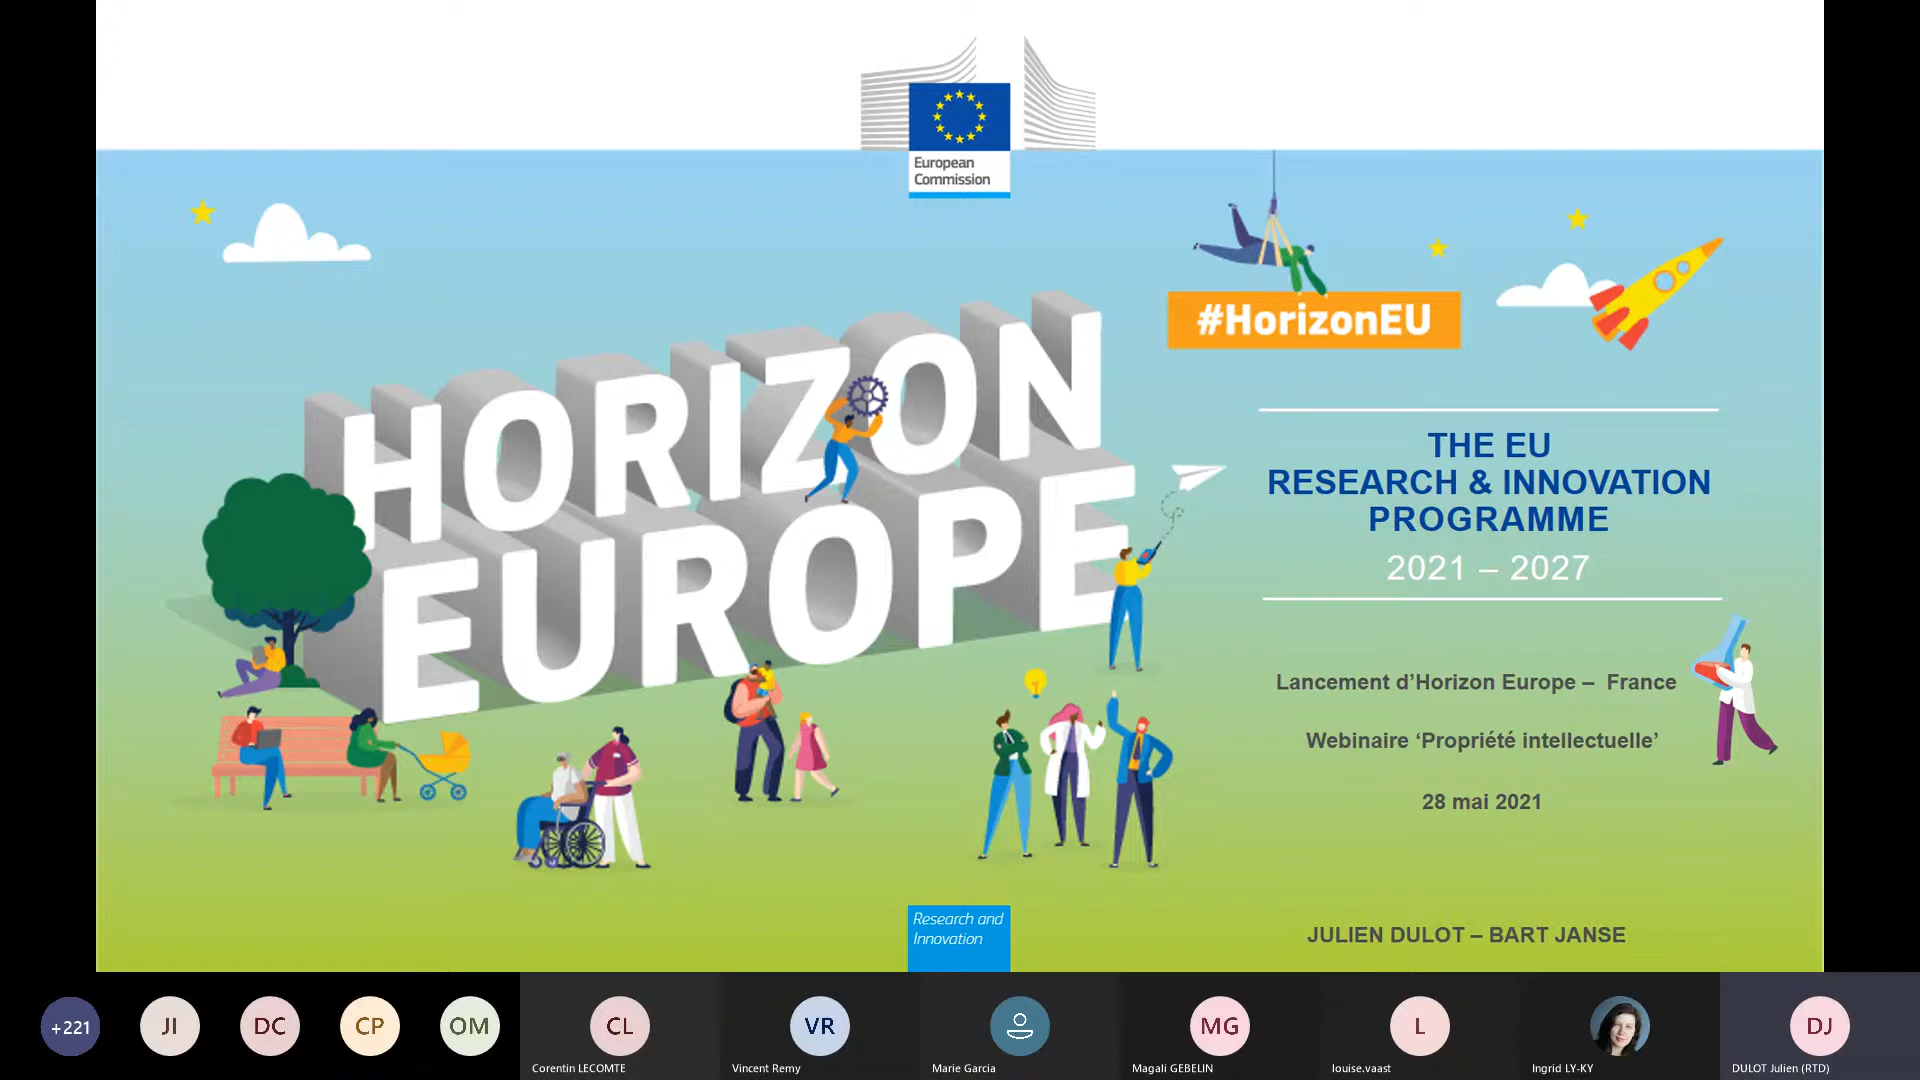 European
Commission
#HorizonEU
HORIZON
EUROPE
THE EU
RESEARCH & INNOVATION
PROGRAMME
2021 – 2027
Lancement d’Horizon Europe – France
Webinaire ‘Propriété intellectuelle’
28 mai 2021
Research and
Innovation
JULIEN DULOT – BART JANSE
+221
JI
DC
CP
OM
CL
VR
MG
L
DJ
Corentin LECOMTE
Vincent Remy
Marie Garcia
Magali GEBELIN
louise.vaast
Ingrid LY-KY
DULOT Julien (RTD)